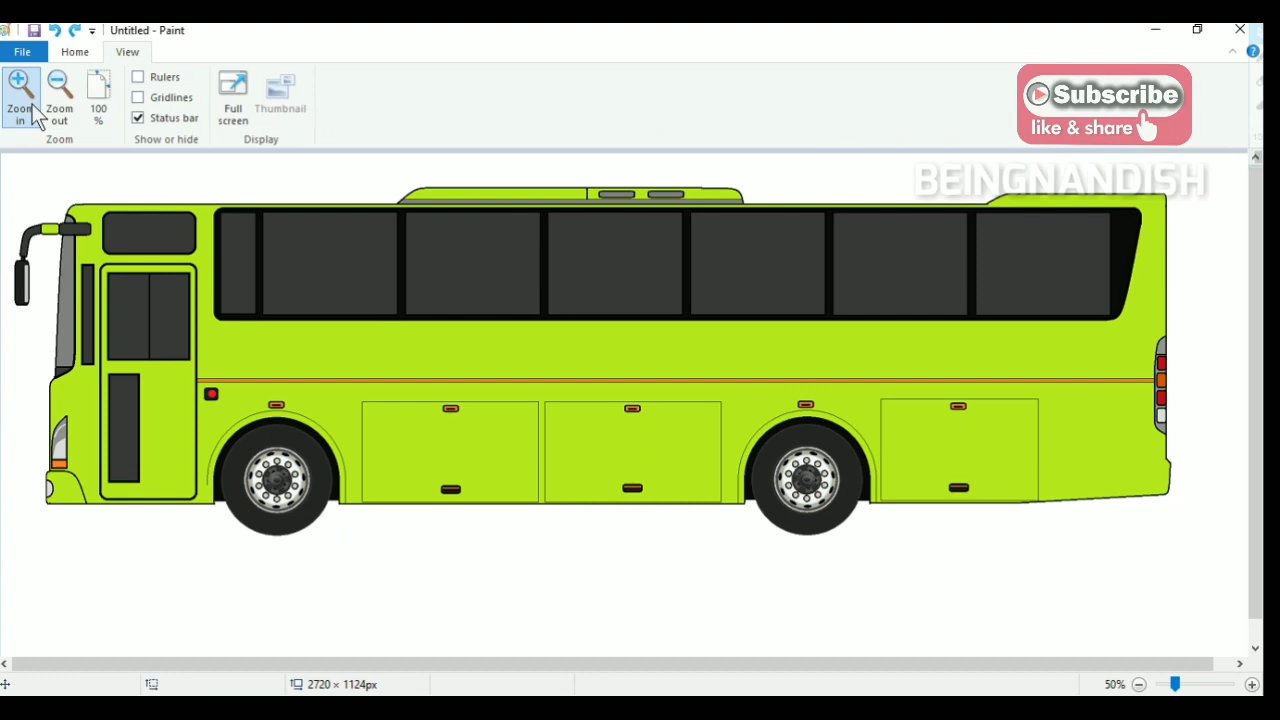 Untitled - Paint
File Home View
Zoom in
Zoom out
100 %
Rulers
Gridlines
Status bar
Full screen
Thumbnail
Zoom
Show or hide
Display
Subscribe
like & share
BEINGNANDISH
2720 × 1124px
50%